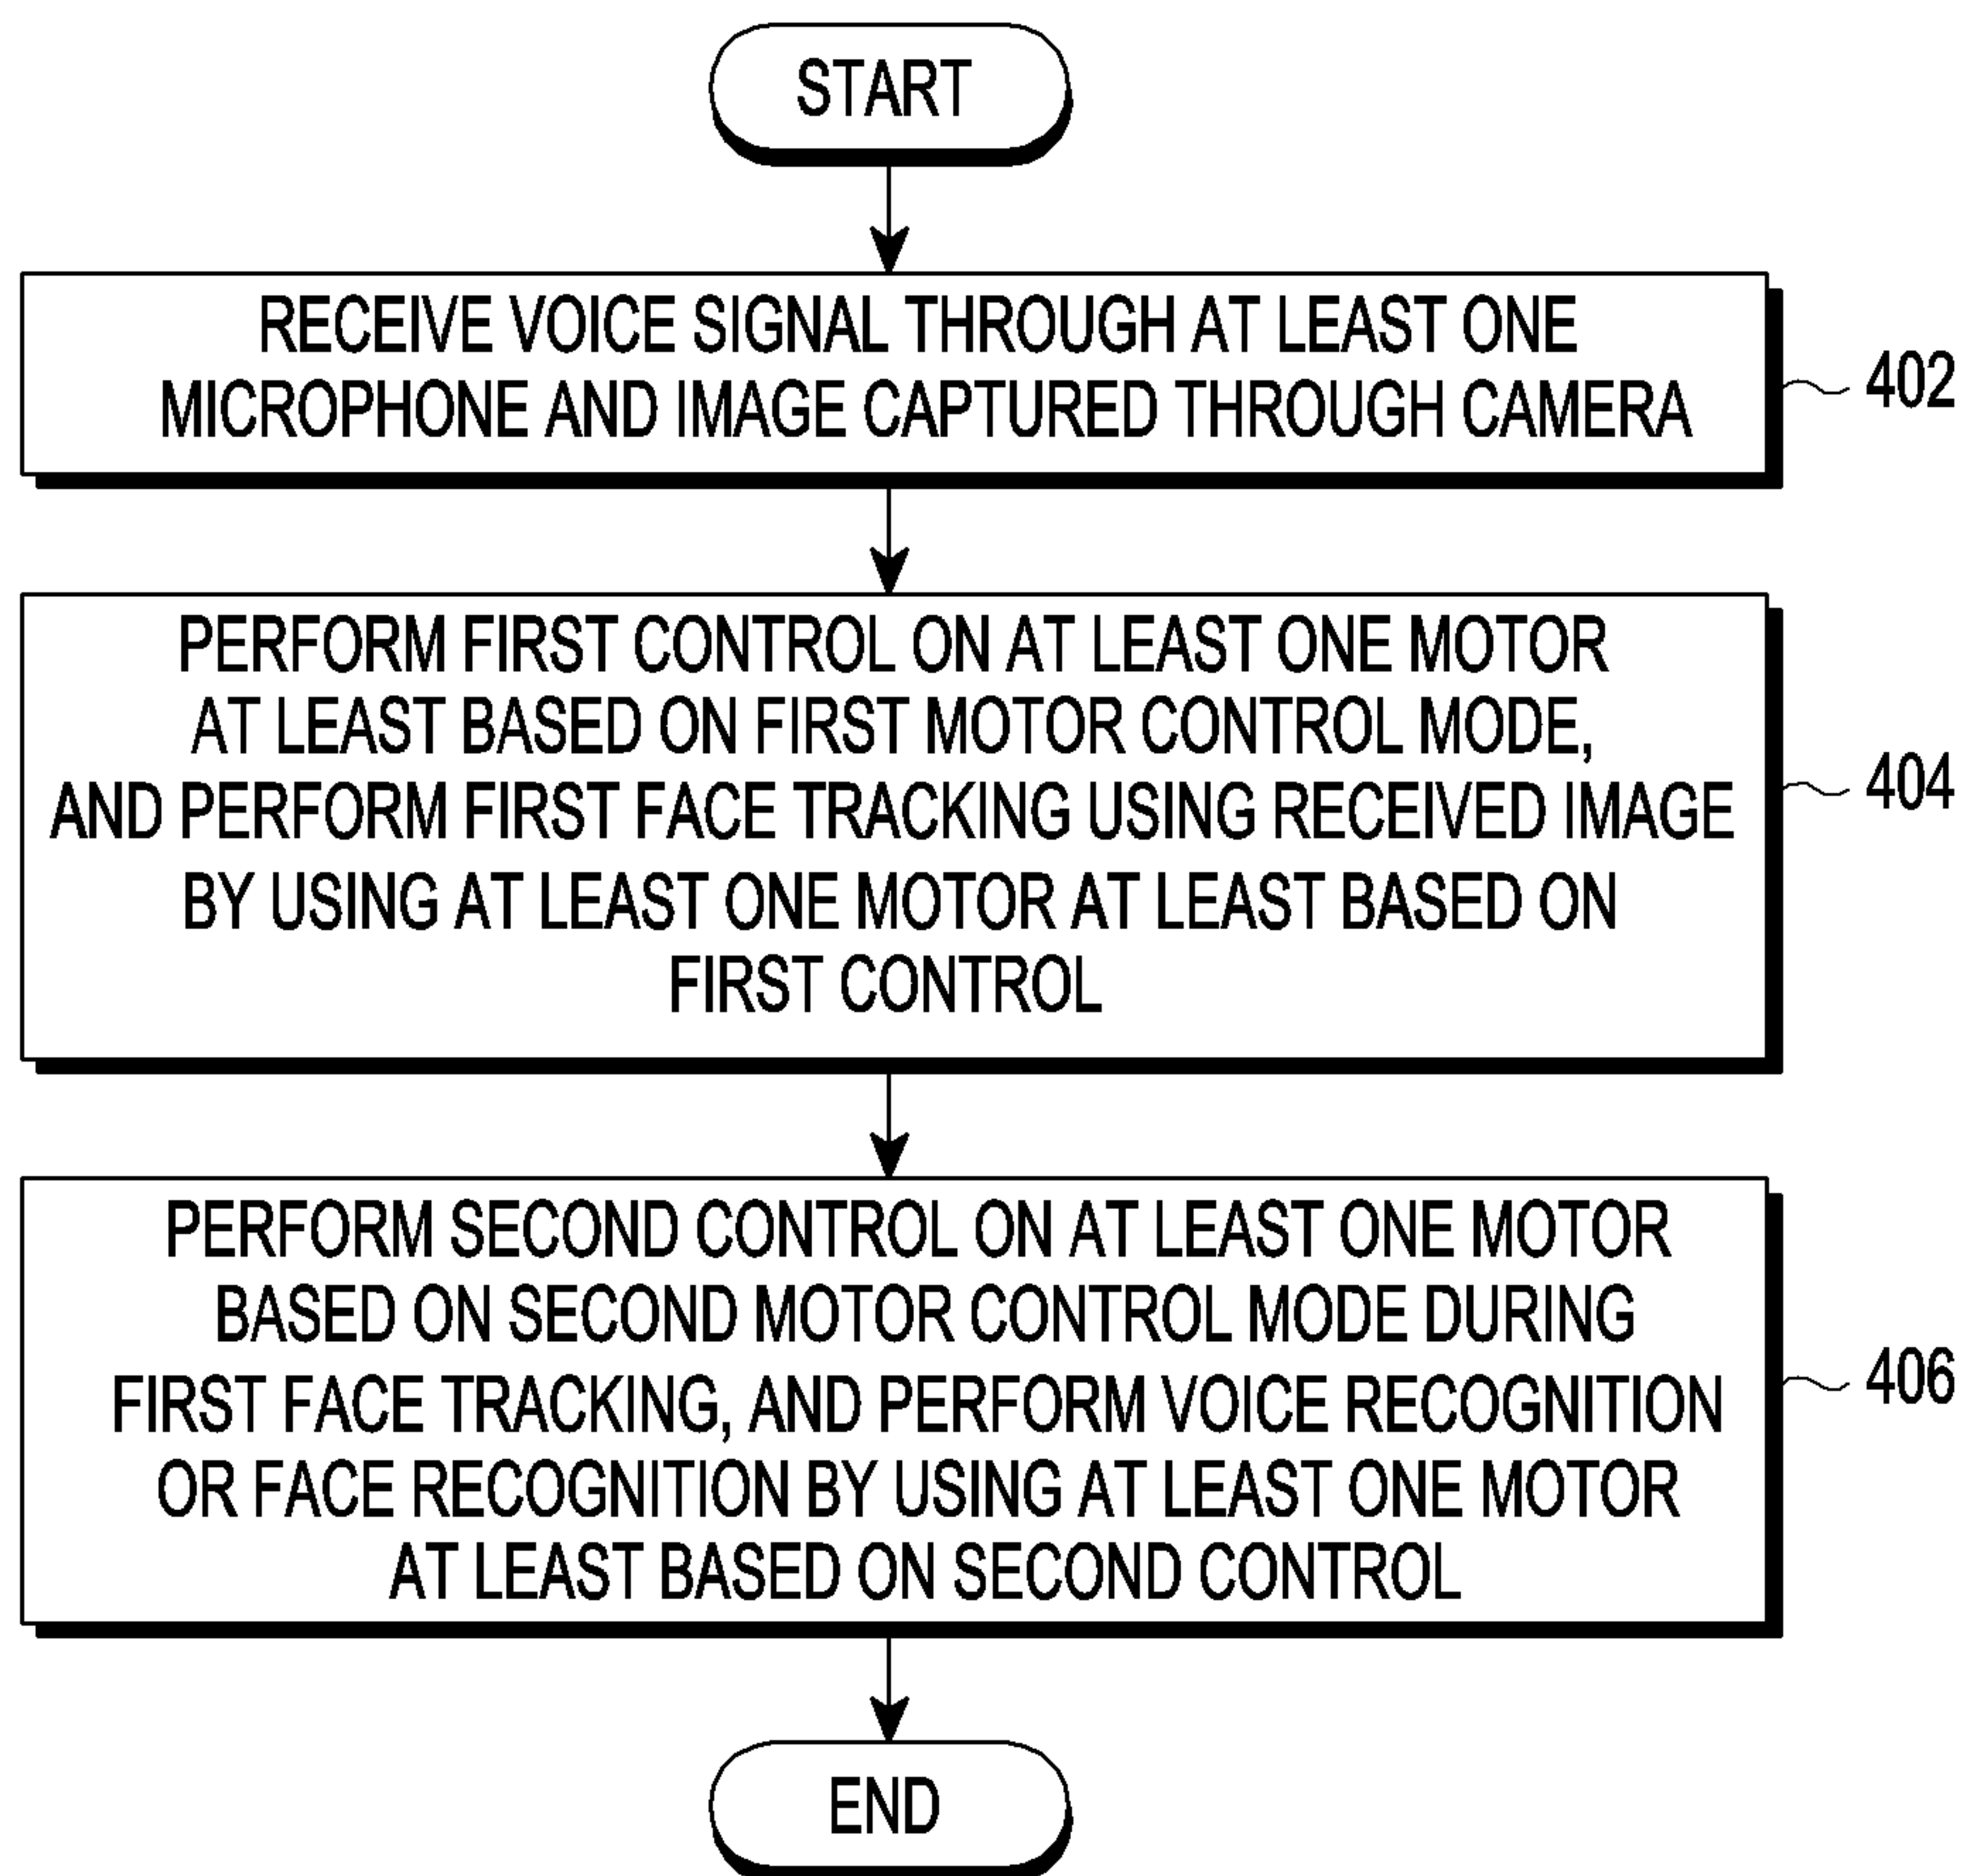 START
RECEIVE VOICE SIGNAL THROUGH AT LEAST ONE
MICROPHONE AND IMAGE CAPTURED THROUGH CAMERA
402
PERFORM FIRST CONTROL ON AT LEAST ONE MOTOR
AT LEAST BASED ON FIRST MOTOR CONTROL MODE,
AND PERFORM FIRST FACE TRACKING USING RECEIVED IMAGE
BY USING AT LEAST ONE MOTOR AT LEAST BASED ON
FIRST CONTROL
404
PERFORM SECOND CONTROL ON AT LEAST ONE MOTOR
BASED ON SECOND MOTOR CONTROL MODE DURING
FIRST FACE TRACKING, AND PERFORM VOICE RECOGNITION
OR FACE RECOGNITION BY USING AT LEAST ONE MOTOR
AT LEAST BASED ON SECOND CONTROL
406
END